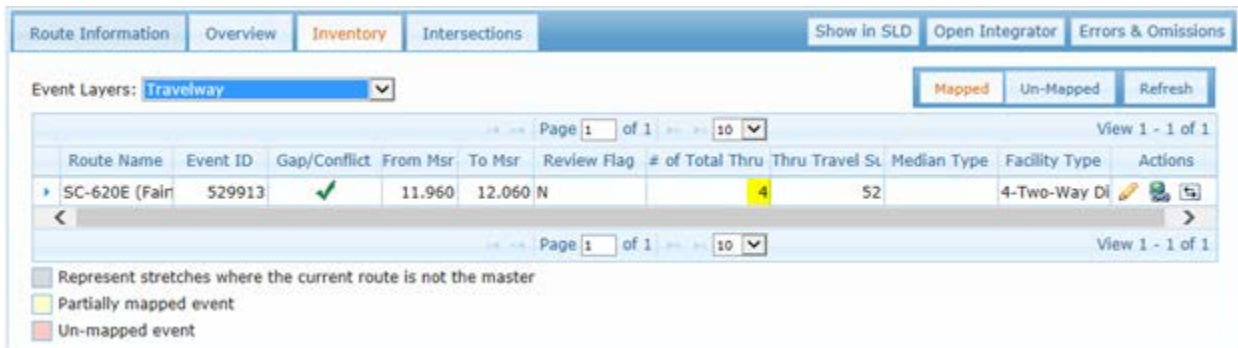 Route Information Overview Inventory Intersections Show in SLD Open Integrator Errors & Omissions
Event Layers: Travelway Mapped Un-Mapped Refresh
Page 1 of 1 10 View 1 - 1 of 1
Route Name Event ID Gap/Conflict From Msr To Msr Review Flag # of Total Thru Thru Travel Su Median Type Facility Type Actions
SC-620E (Fair 529913 11.960 12.060 N 4 52 4-Two-Way Di
Page 1 of 1 10 View 1 - 1 of 1
Represent stretches where the current route is not the master
Partially mapped event
Un-mapped event